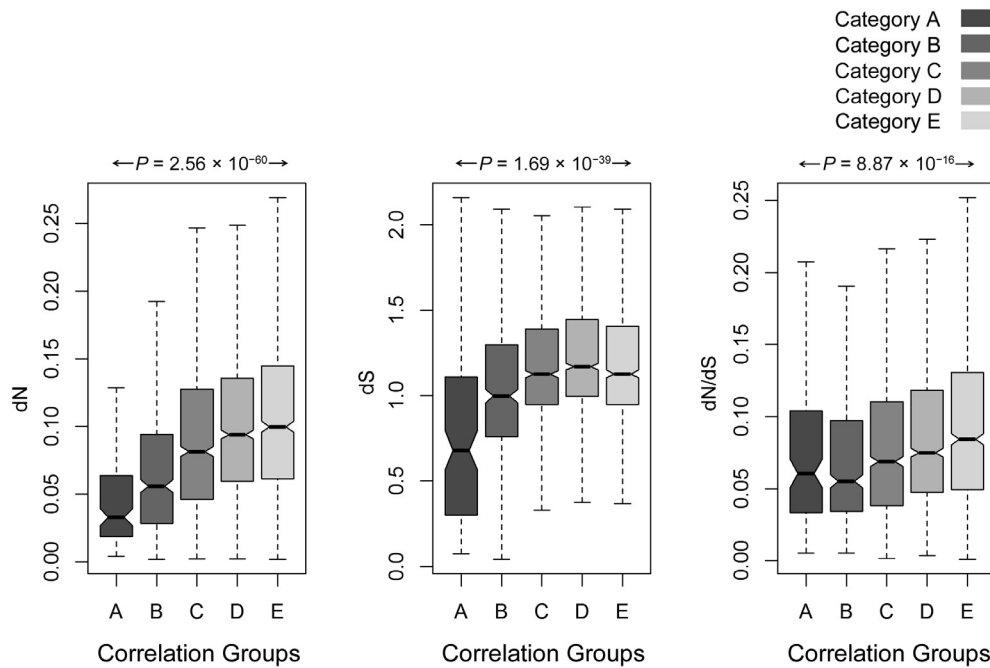 Category A
Category B
Category C
Category D
Category E
←P = 2.56 × 10⁻⁶⁰→
←P = 1.69 × 10⁻³⁹→
←P = 8.87 × 10⁻¹⁶→
dN
0.25
0.20
0.15
0.10
0.05
0.00
A B C D E
Correlation Groups
dS
2.0
1.5
1.0
0.5
0.0
A B C D E
Correlation Groups
dN/dS
0.25
0.20
0.15
0.10
0.05
0.00
A B C D E
Correlation Groups